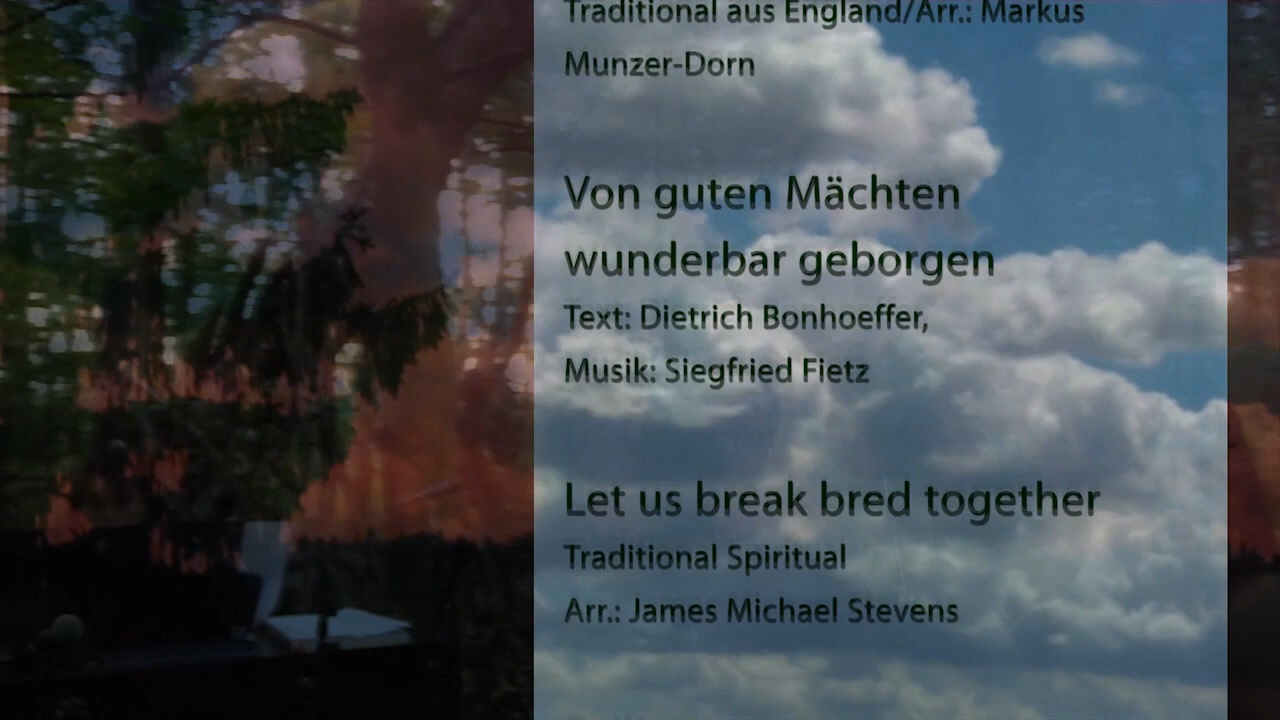 Traditional aus England/Arr.: Markus
Munzer-Dorn
Von guten Mächten
wunderbar geborgen
Text: Dietrich Bonhoeffer,
Musik: Siegfried Fietz
Let us break bred together
Traditional Spiritual
Arr.: James Michael Stevens